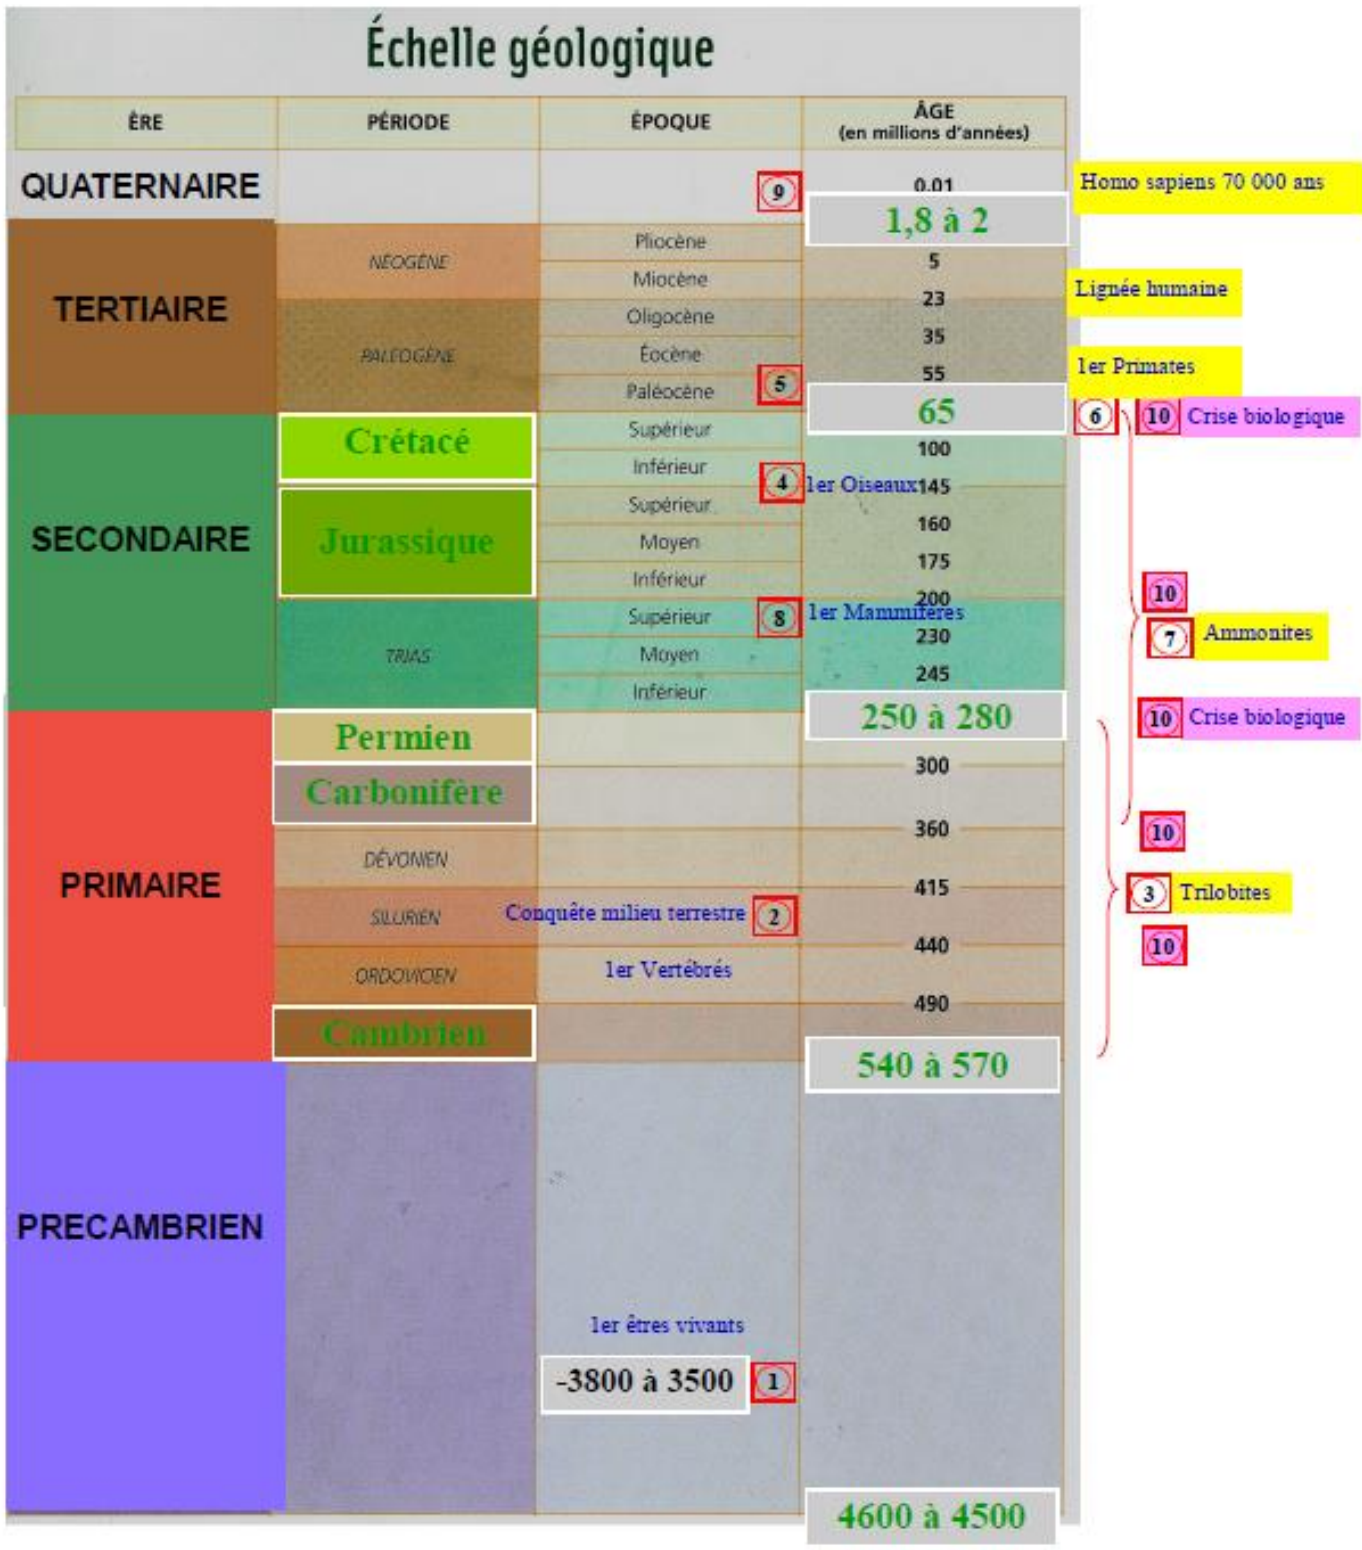 Échelle géologique
ÈRE
PÉRIODE
ÉPOQUE
ÂGE
(en millions d'années)
QUATERNAIRE
9
0.01
Homo sapiens 70 000 ans
1,8 à 2
TERTIAIRE
NÉOGÈNE
Pliocène
5
Miocène
23
Lignée humaine
PALÉOGÈNE
Oligocène
35
Éocène
55
1er Primates
Paléocène
5
65
6
10 Crise biologique
SECONDAIRE
Crétacé
Supérieur
100
Inférieur
4
1er Oiseaux
145
Jurassique
Supérieur
160
Moyen
175
Inférieur
200
10
TRIAS
Supérieur
8
1er Mammifères
230
7 Ammonites
Moyen
245
Inférieur
250 à 280
10 Crise biologique
PRIMAIRE
Permien
300
Carbonifère
360
10
DÉVONIEN
415
3 Trilobites
SILURIEN
Conquête milieu terrestre 2
440
10
ORDOVICIEN
1er Vertébrés
490
Cambrien
540 à 570
PRECAMBRIEN
1er êtres vivants
-3800 à 3500 1
4600 à 4500